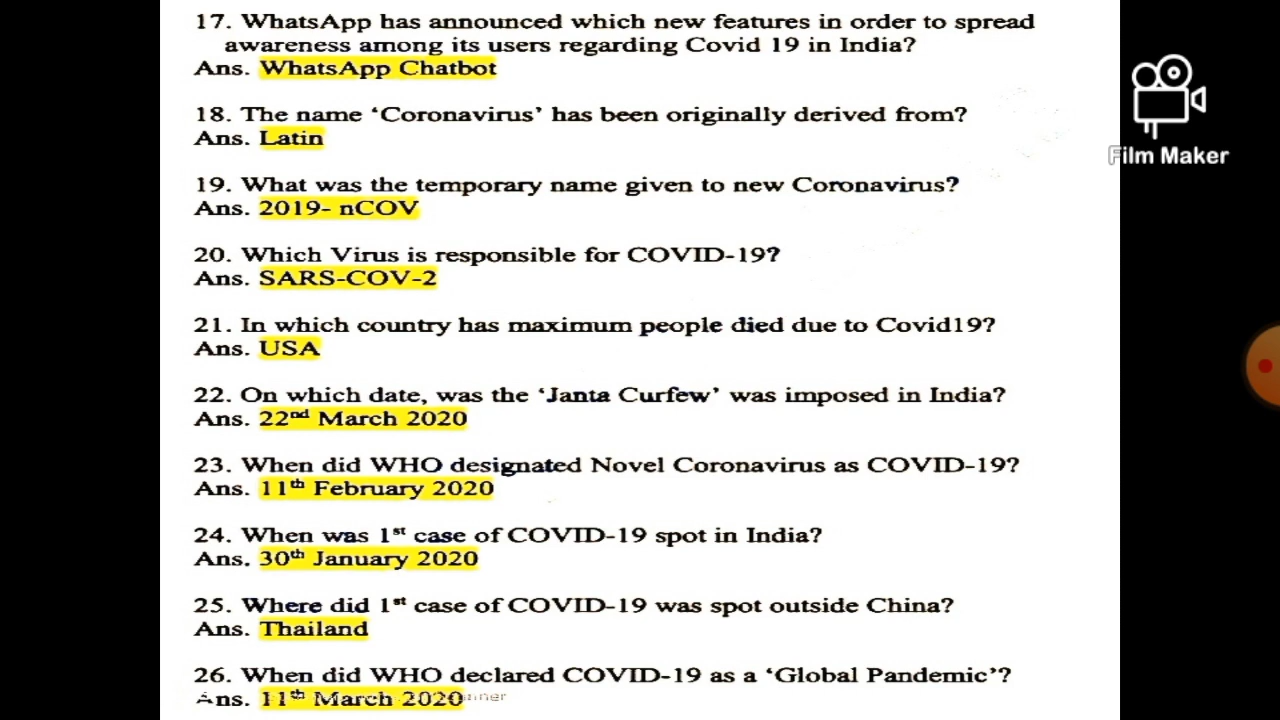 17. WhatsApp has announced which new features in order to spread
awareness among its users regarding Covid 19 in India?
Ans. WhatsApp Chatbot
18. The name ‘Coronavirus’ has been originally derived from?
Ans. Latin
19. What was the temporary name given to new Coronavirus?
Ans. 2019- nCOV
20. Which Virus is responsible for COVID-19?
Ans. SARS-COV-2
21. In which country has maximum people died due to Covid19?
Ans. USA
22. On which date, was the ‘Janta Curfew’ was imposed in India?
Ans. 22nd March 2020
23. When did WHO designated Novel Coronavirus as COVID-19?
Ans. 11th February 2020
24. When was 1st case of COVID-19 spot in India?
Ans. 30th January 2020
25. Where did 1st case of COVID-19 was spot outside China?
Ans. Thailand
26. When did WHO declared COVID-19 as a ‘Global Pandemic’?
Ans. 11th March 2020
Film Maker